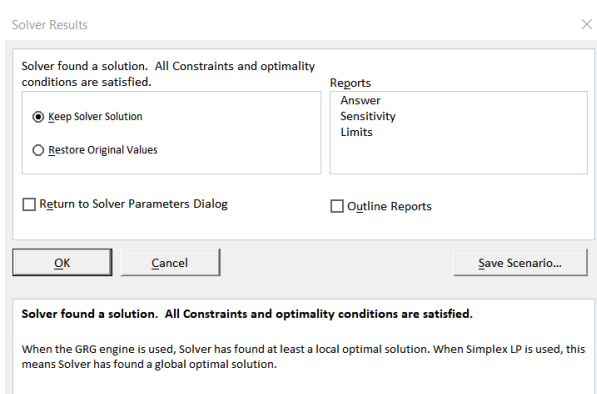 Solver Results
Solver found a solution. All Constraints and optimality
conditions are satisfied.
Reports
Answer
Sensitivity
Limits
Keep Solver Solution
Restore Original Values
Return to Solver Parameters Dialog
Outline Reports
OK
Cancel
Save Scenario...
Solver found a solution. All Constraints and optimality conditions are satisfied.
When the GRG engine is used, Solver has found at least a local optimal solution. When Simplex LP is used, this
means Solver has found a global optimal solution.